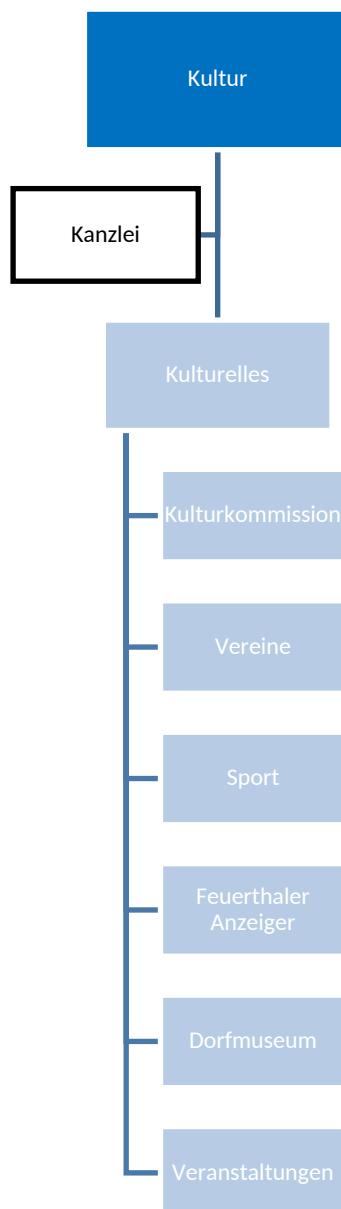 Kultur
Kanzlei
Kulturelles
Kulturkommission
Vereine
Sport
Feuerthaler
Anzeiger
Dorfmuseum
Veranstaltungen